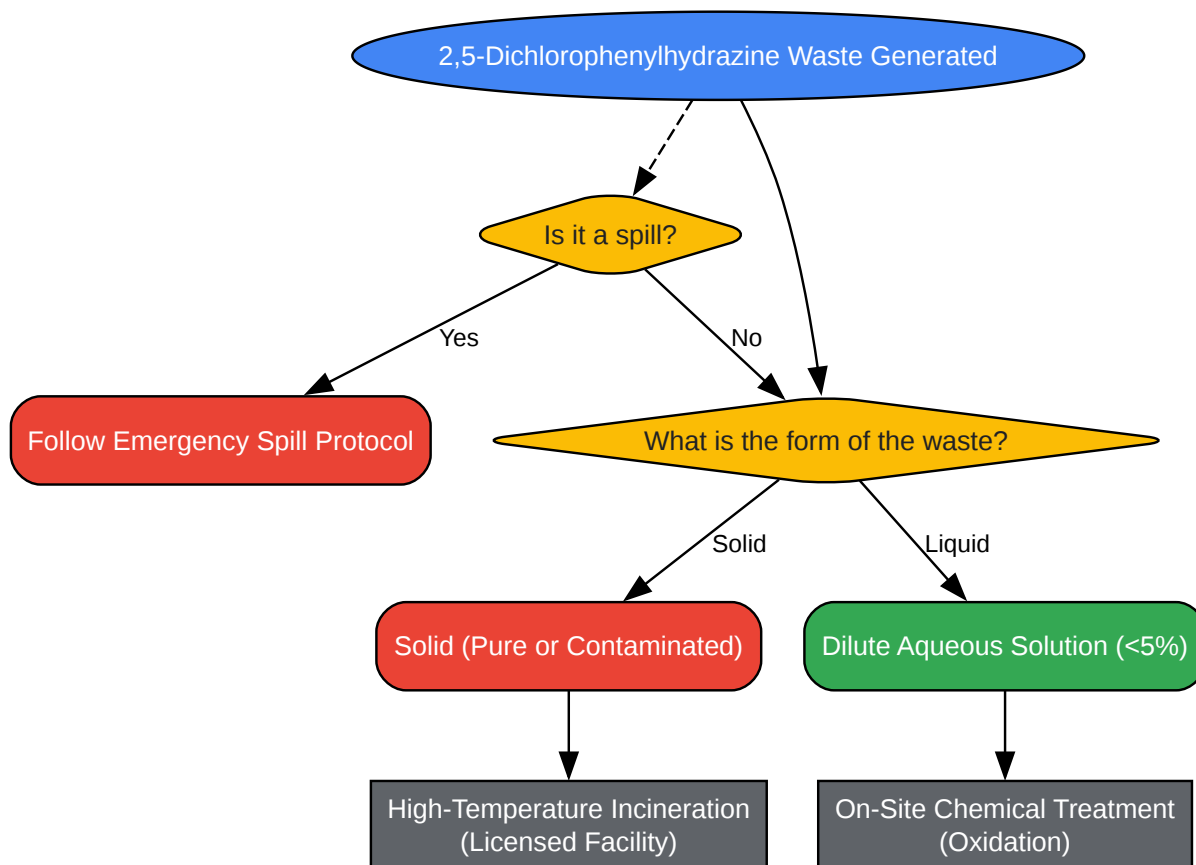 2,5-Dichlorophenylhydrazine Waste Generated
Is it a spill?
Yes
No
Follow Emergency Spill Protocol
What is the form of the waste?
Solid
Liquid
Solid (Pure or Contaminated)
Dilute Aqueous Solution (<5%)
High-Temperature Incineration
(Licensed Facility)
On-Site Chemical Treatment
(Oxidation)